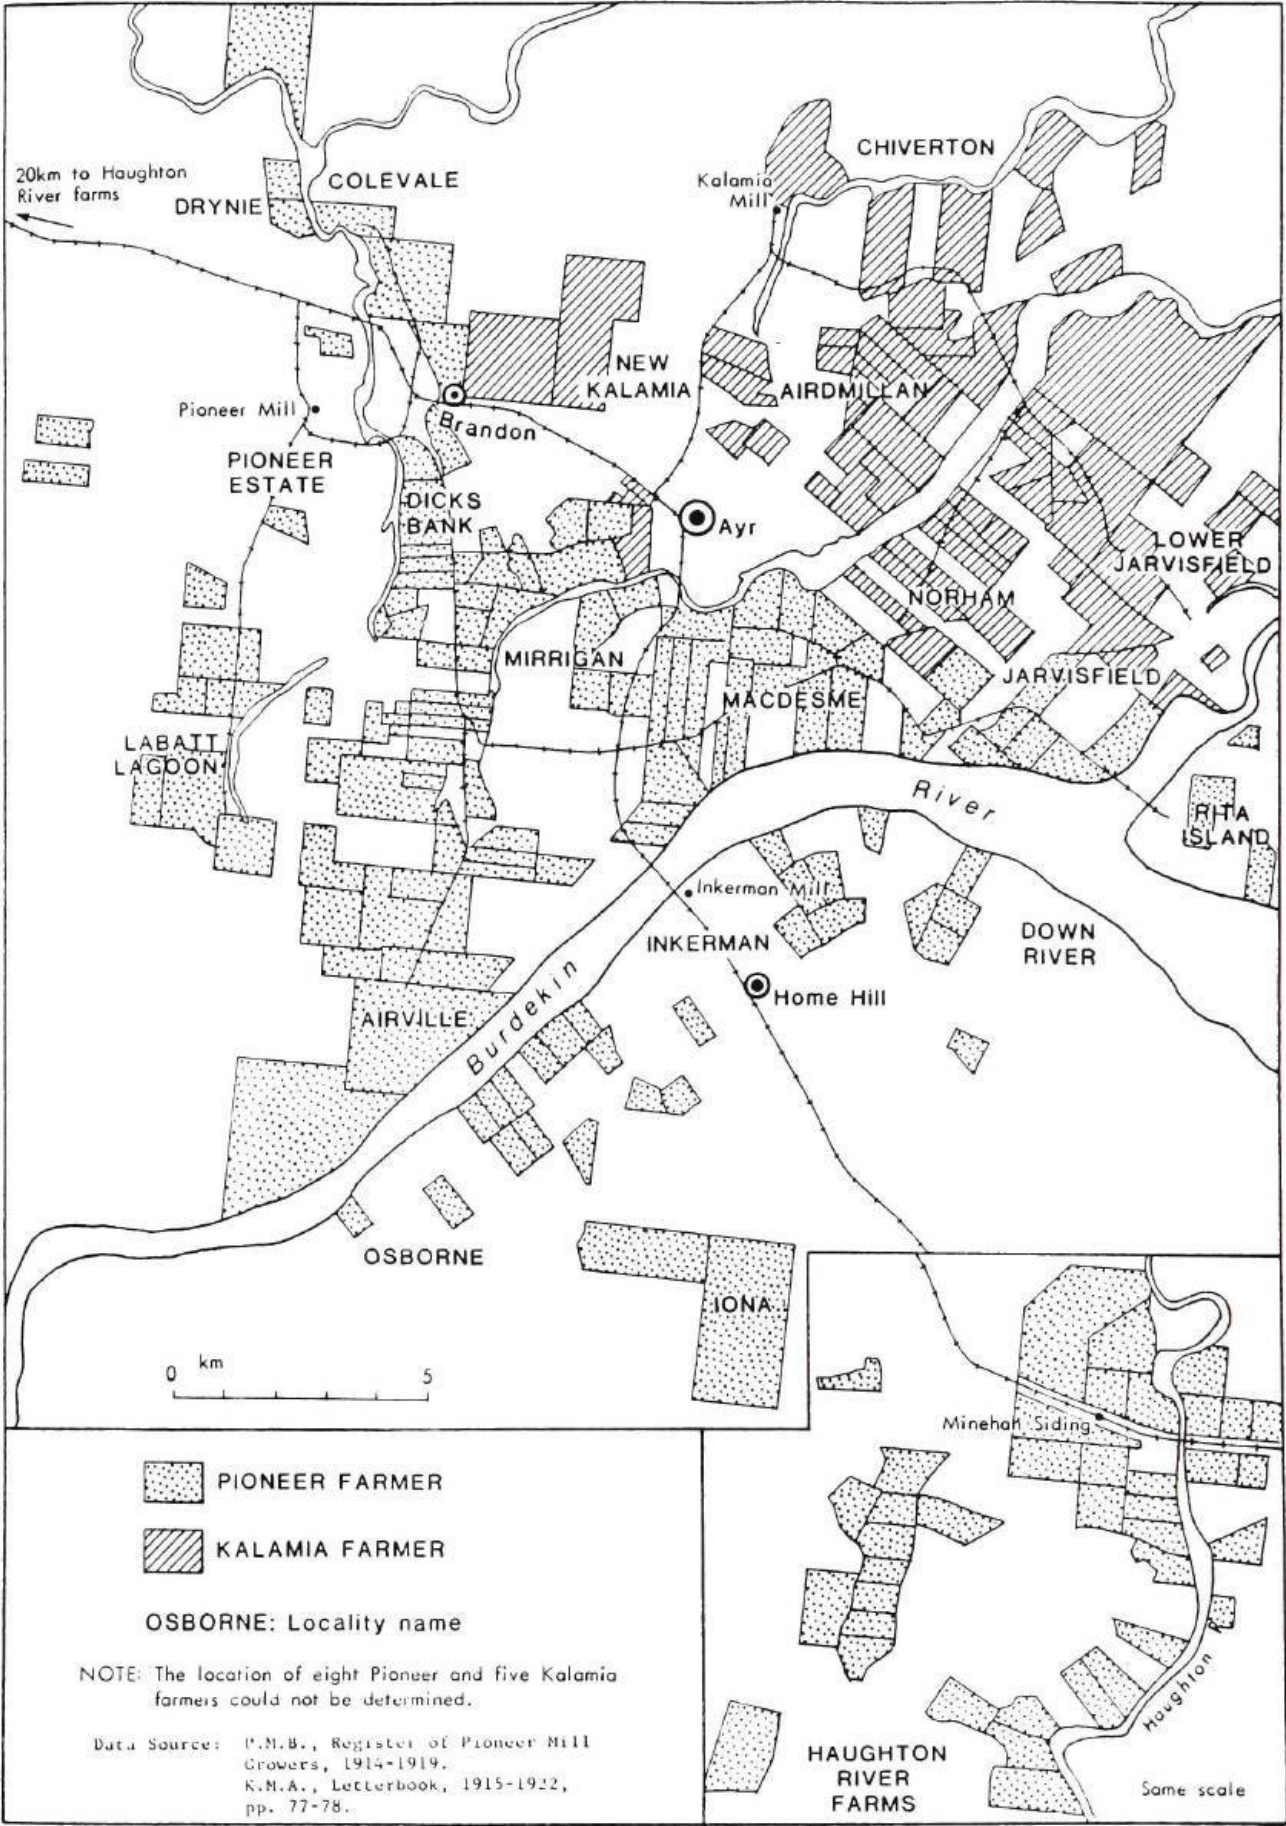 CHIVERTON
20km to Haughton
River farms
COLEVALE
DRYNIE
Kalamia
Mill
NEW
KALAMIA
AIRDMILLAN
Pioneer Mill
Brandon
PIONEER
ESTATE
DICKS
BANK
Ayr
LOWER
JARVISFIELD
NORHAM
MIRRIGAN
JARVISFIELD
MACDESME
LABATT
LAGOON
River
RITA
ISLAND
Inkerman Mill
INKERMAN
DOWN
RIVER
Home Hill
AIRVILLE
Burdekin
OSBORNE
IONA
0 km 5
Minehan Siding
PIONEER FARMER
KALAMIA FARMER
OSBORNE: Locality name
NOTE: The location of eight Pioneer and five Kalamia
farmers could not be determined.
Data Source: P.M.B., Register of Pioneer Mill
Growers, 1914-1919.
K.M.A., Letterbook, 1915-1922,
pp. 77-78.
Haughton R
HAUGHTON
RIVER
FARMS
Same scale